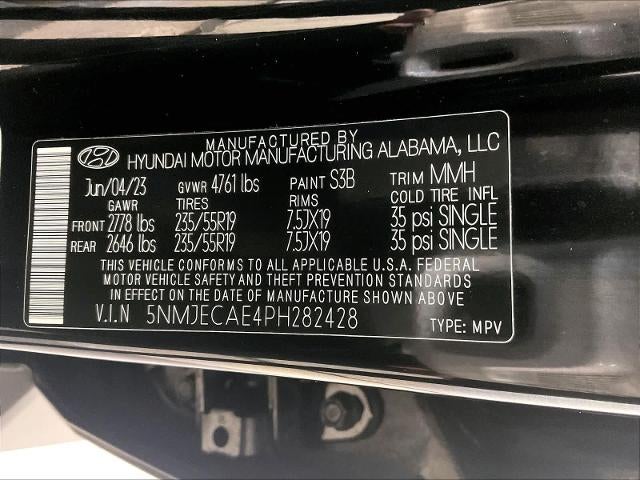 MANUFACTURED BY
HYUNDAI MOTOR MANUFACTURING ALABAMA, LLC
Jun/04/23 GVWR 4761 lbs PAINT S3B TRIM MMH
GAWR TIRES RIMS COLD TIRE INFL
FRONT 2778 lbs 235/55R19 7.5JX19 35 psi SINGLE
REAR 2646 lbs 235/55R19 7.5JX19 35 psi SINGLE
THIS VEHICLE CONFORMS TO ALL APPLICABLE U.S.A. FEDERAL
MOTOR VEHICLE SAFETY AND THEFT PREVENTION STANDARDS
IN EFFECT ON THE DATE OF MANUFACTURE SHOWN ABOVE
V.I.N 5NMJECAE4PH282428 TYPE: MPV